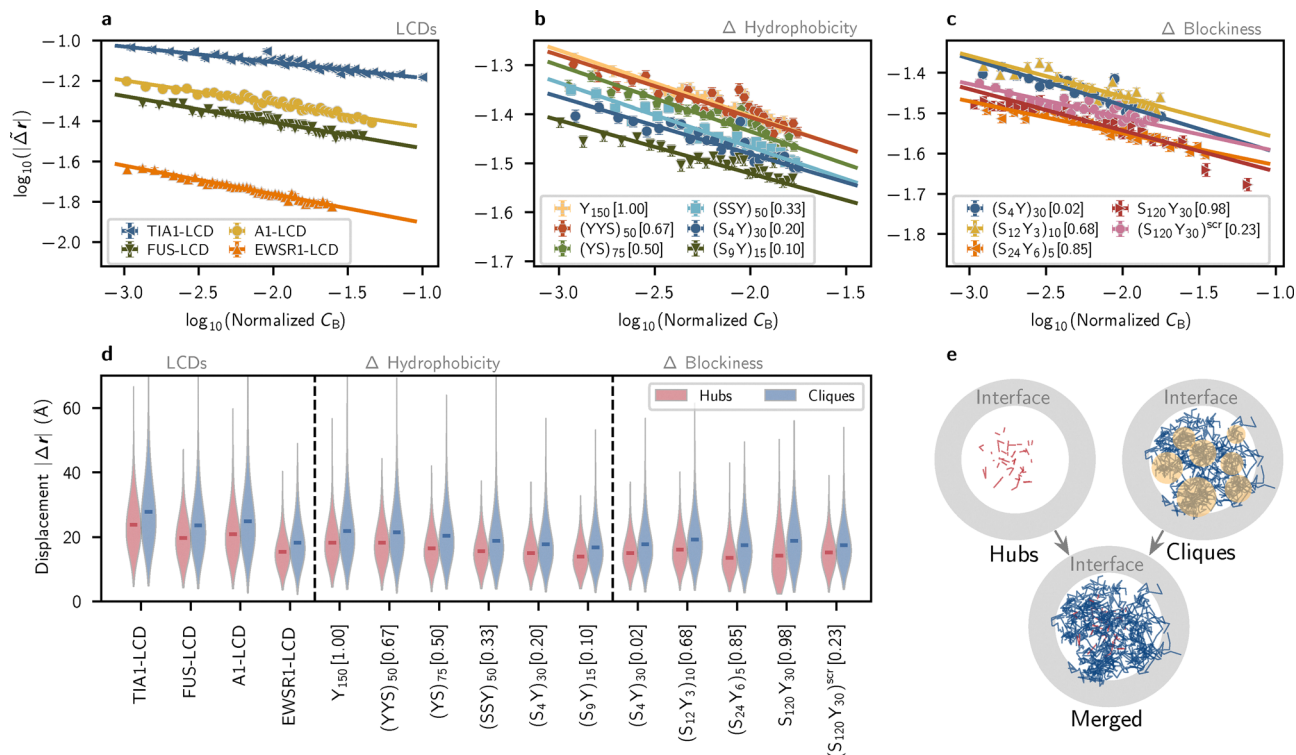 a LCDs
log₁₀(|Δ̃r|)
−1.0
−1.2
−1.4
−1.6
−1.8
−2.0
TIA1-LCD A1-LCD
FUS-LCD EWSR1-LCD
−3.0 −2.5 −2.0 −1.5 −1.0
log₁₀(Normalized C_B)
b Δ Hydrophobicity
−1.3
−1.4
−1.5
−1.6
−1.7
Y₁₅₀[1.00] (SSY)₅₀[0.33]
(YYS)₅₀[0.67] (S₄Y)₃₀[0.20]
(YS)₇₅[0.50] (S₉Y)₁₅[0.10]
−3.0 −2.5 −2.0 −1.5
log₁₀(Normalized C_B)
c Δ Blockiness
−1.4
−1.5
−1.6
−1.7
−1.8
(S₄Y)₃₀[0.02] S₁₂₀Y₃₀[0.98]
(S₁₂Y₃)₁₀[0.68] (S₁₂₀Y₃₀)ˢᶜʳ[0.23]
(S₂₄Y₆)₅[0.85]
−3.0 −2.5 −2.0 −1.5 −1.0
log₁₀(Normalized C_B)
d LCDs Δ Hydrophobicity Δ Blockiness
Displacement |Δr| (Å)
60
40
20
0
Hubs Cliques
TIA1-LCD
FUS-LCD
A1-LCD
EWSR1-LCD
Y₁₅₀[1.00]
(YYS)₅₀[0.67]
(YS)₇₅[0.50]
(SSY)₅₀[0.33]
(S₄Y)₃₀[0.20]
(S₉Y)₁₅[0.10]
(S₄Y)₃₀[0.02]
(S₁₂Y₃)₁₀[0.68]
(S₂₄Y₆)₅[0.85]
S₁₂₀Y₃₀[0.98]
(S₁₂₀Y₃₀)ˢᶜʳ[0.23]
e
Interface Interface
Hubs Cliques
Interface
Merged